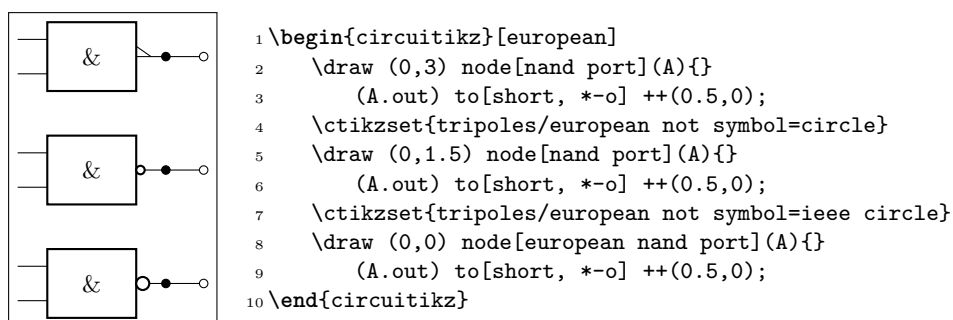 &
&
&
1 \begin{circuitikz}[european]
2     \draw (0,3) node[nand port](A){}
3         (A.out) to[short, *-o] ++(0.5,0);
4     \ctikzset{tripoles/european not symbol=circle}
5     \draw (0,1.5) node[nand port](A){}
6         (A.out) to[short, *-o] ++(0.5,0);
7     \ctikzset{tripoles/european not symbol=ieee circle}
8     \draw (0,0) node[european nand port](A){}
9         (A.out) to[short, *-o] ++(0.5,0);
10 \end{circuitikz}